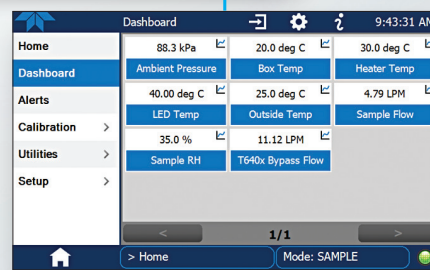 Dashboard
9:43:31 AM
Home
Dashboard
Alerts
Calibration >
Utilities >
Setup >
88.3 kPa
Ambient Pressure
20.0 deg C
Box Temp
30.0 deg C
Heater Temp
40.00 deg C
LED Temp
25.0 deg C
Outside Temp
4.79 LPM
Sample Flow
35.0 %
Sample RH
11.12 LPM
T640x Bypass Flow
< 1/1 >
> Home
Mode: SAMPLE